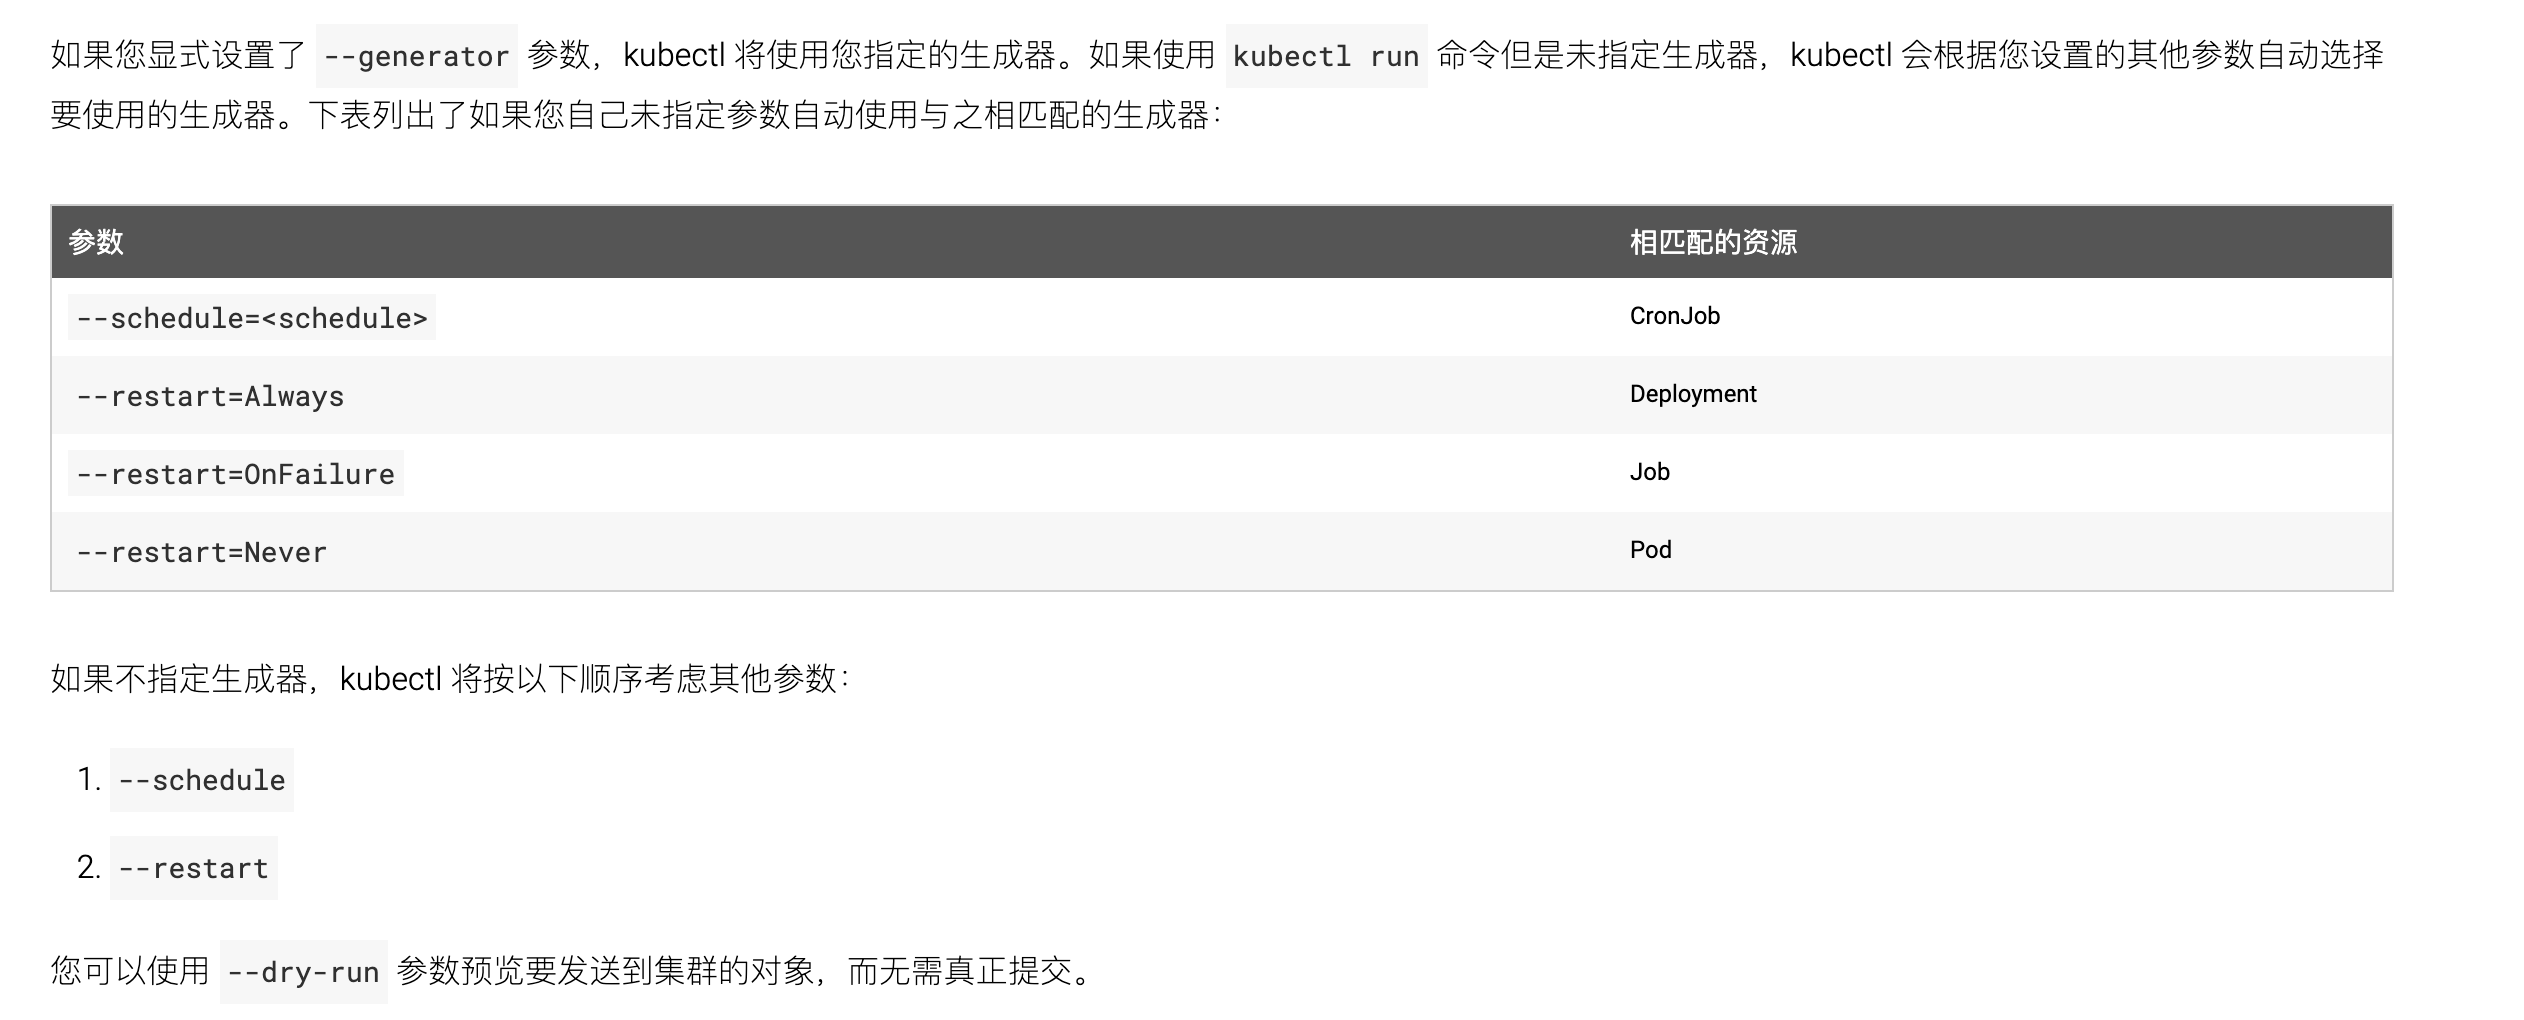 如果您显式设置了 --generator 参数，kubectl 将使用您指定的生成器。如果使用 kubectl run 命令但是未指定生成器，kubectl 会根据您设置的其他参数自动选择
要使用的生成器。下表列出了如果您自己未指定参数自动使用与之相匹配的生成器：
参数 相匹配的资源
--schedule=<schedule> CronJob
--restart=Always Deployment
--restart=OnFailure Job
--restart=Never Pod
如果不指定生成器，kubectl 将按以下顺序考虑其他参数：
1. --schedule
2. --restart
您可以使用 --dry-run 参数预览要发送到集群的对象，而无需真正提交。